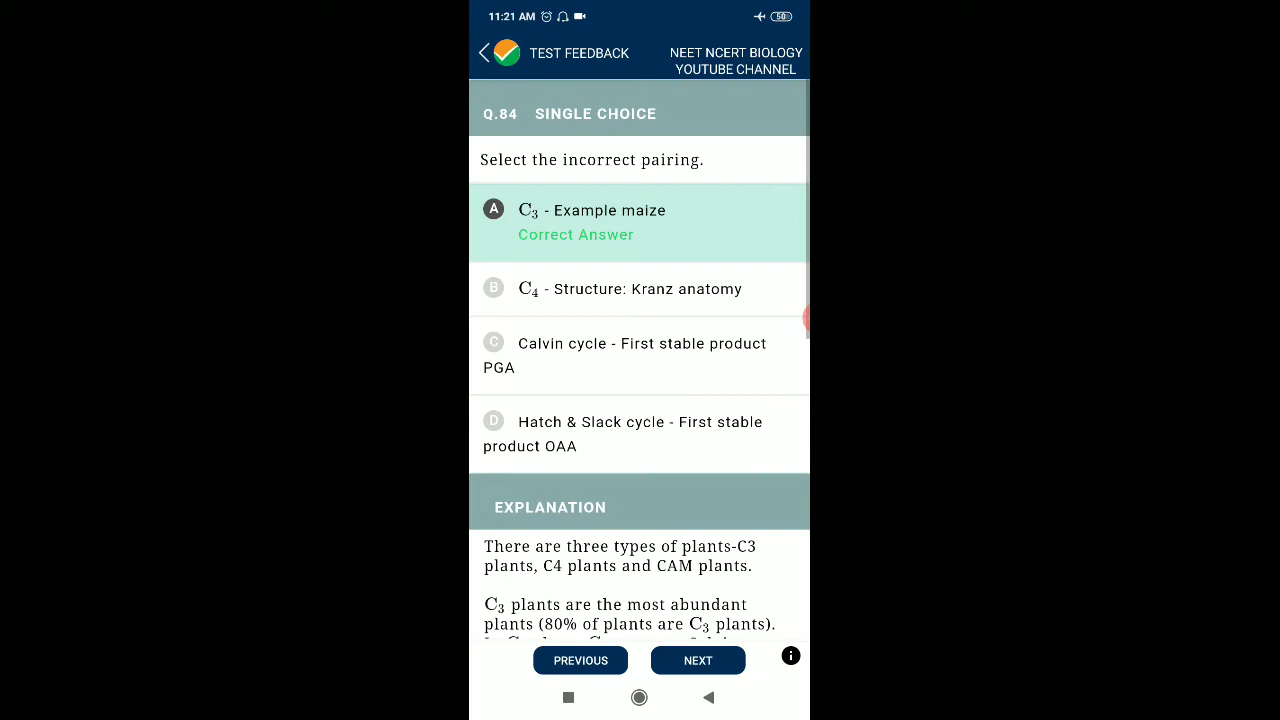 11:21 AM
50
TEST FEEDBACK
NEET NCERT BIOLOGY
YOUTUBE CHANNEL
Q.84 SINGLE CHOICE
Select the incorrect pairing.
A C₃ - Example maize
Correct Answer
B C₄ - Structure: Kranz anatomy
C Calvin cycle - First stable product
PGA
D Hatch & Slack cycle - First stable
product OAA
EXPLANATION
There are three types of plants-C3
plants, C4 plants and CAM plants.
C₃ plants are the most abundant
plants (80% of plants are C₃ plants).
PREVIOUS
NEXT